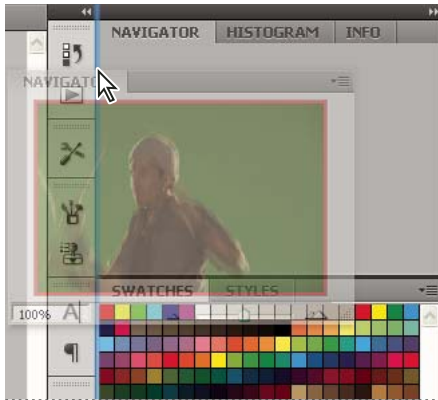 NAVIGATOR HISTOGRAM INFO
NAVIGATOR
SWATCHES STYLES
100%
A
¶